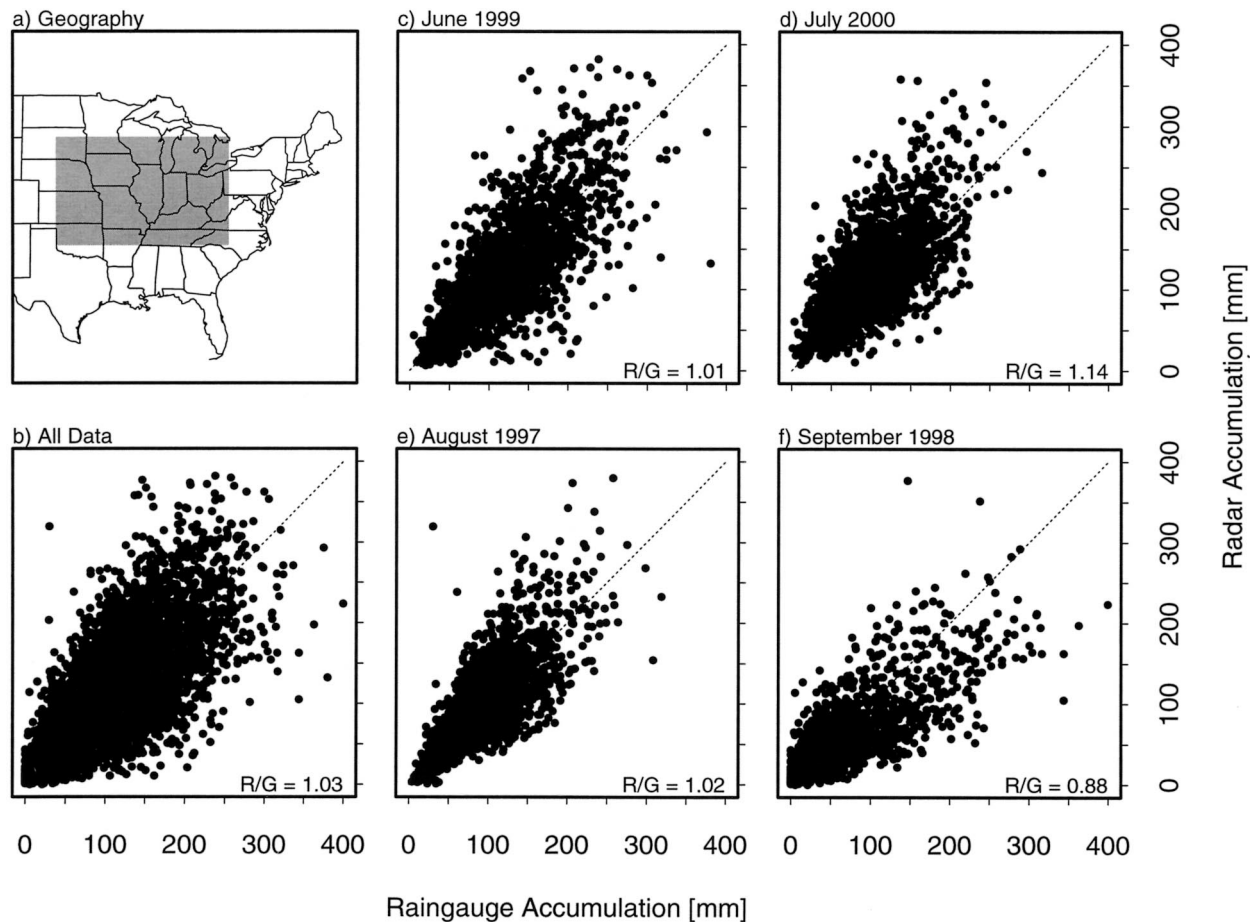 a) Geography
c) June 1999
R/G = 1.01
d) July 2000
R/G = 1.14
400
300
200
100
0
b) All Data
R/G = 1.03
e) August 1997
R/G = 1.02
f) September 1998
R/G = 0.88
400
300
200
100
0
Radar Accumulation [mm]
0 100 200 300 400
0 100 200 300 400
0 100 200 300 400
Raingauge Accumulation [mm]